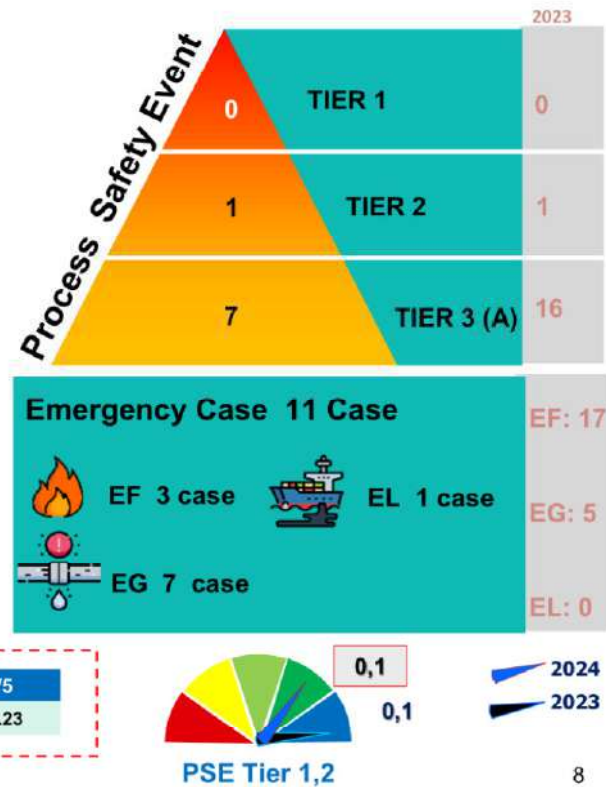 2023
Process Safety Event
0 TIER 1 0
1 TIER 2 1
7 TIER 3 (A) 16
Emergency Case 11 Case
EF: 17
EF 3 case
EL 1 case
EG: 5
EG 7 case
EL: 0
0,1
0,1
2024
2023
PSE Tier 1,2
8